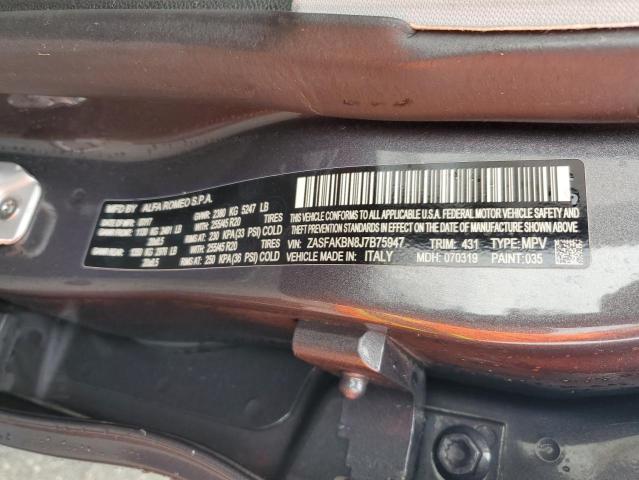 MFD BY ALFA ROMEO S.P.A.
GVWR: 2380 KG 5247 LB
TIRES
255/45 R20
RIMS AT: 230 KPA (33 PSI) COLD
TIRES
255/45 R20
RIMS AT: 250 KPA (36 PSI) COLD
THIS VEHICLE CONFORMS TO ALL APPLICABLE U.S.A. FEDERAL MOTOR VEHICLE SAFETY AND
THEFT PREVENTION STANDARDS IN EFFECT ON THE DATE OF MANUFACTURE SHOWN ABOVE.
VIN: ZASFAKBN8J7B75947 TRIM: 431 TYPE: MPV
VEHICLE MADE IN: ITALY MDH: 070319 PAINT: 035